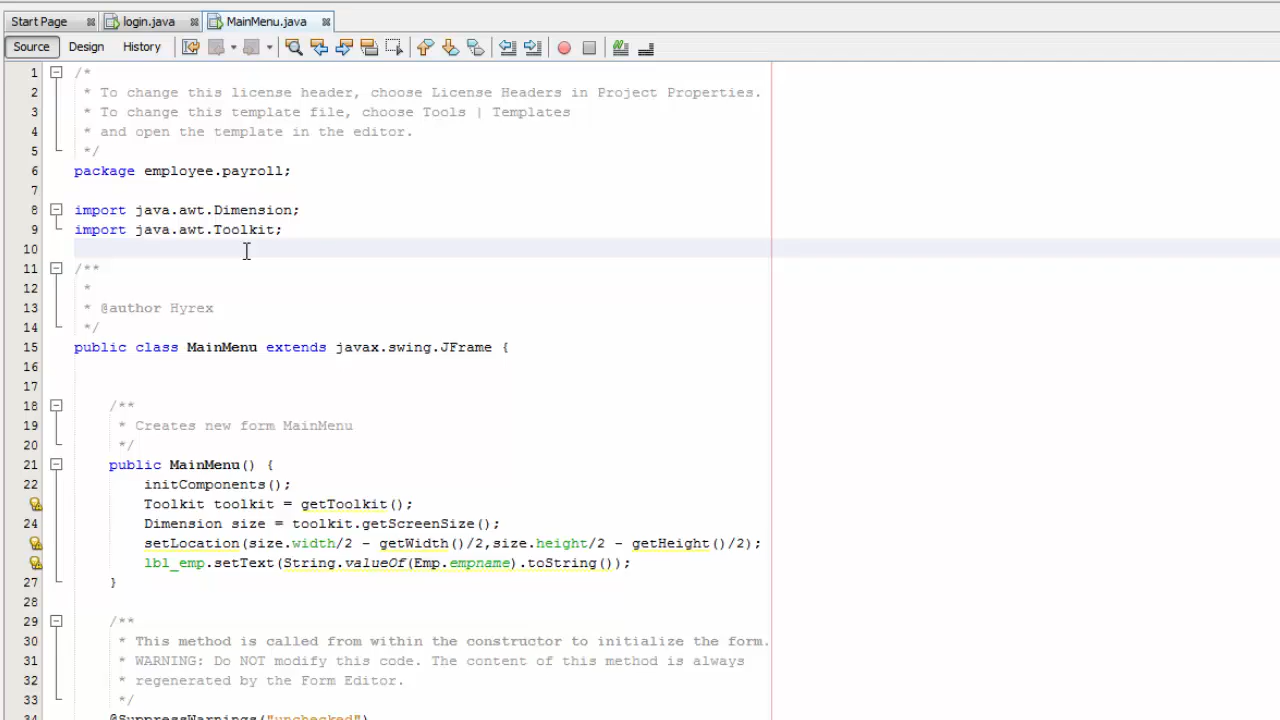 Start Page login.java MainMenu.java
Source Design History
1 /*
2 * To change this license header, choose License Headers in Project Properties.
3 * To change this template file, choose Tools | Templates
4 * and open the template in the editor.
5 */
6 package employee.payroll;
7
8 import java.awt.Dimension;
9 import java.awt.Toolkit;
10
11 /**
12 *
13 * @author Hyrex
14 */
15 public class MainMenu extends javax.swing.JFrame {
16
17
18 /**
19 * Creates new form MainMenu
20 */
21 public MainMenu() {
22 initComponents();
Toolkit toolkit = getToolkit();
24 Dimension size = toolkit.getScreenSize();
setLocation(size.width/2 - getWidth()/2,size.height/2 - getHeight()/2);
lbl_emp.setText(String.valueOf(Emp.empname).toString());
27 }
28
29 /**
30 * This method is called from within the constructor to initialize the form.
31 * WARNING: Do NOT modify this code. The content of this method is always
32 * regenerated by the Form Editor.
33 */
34 @SuppressWarnings("unchecked")